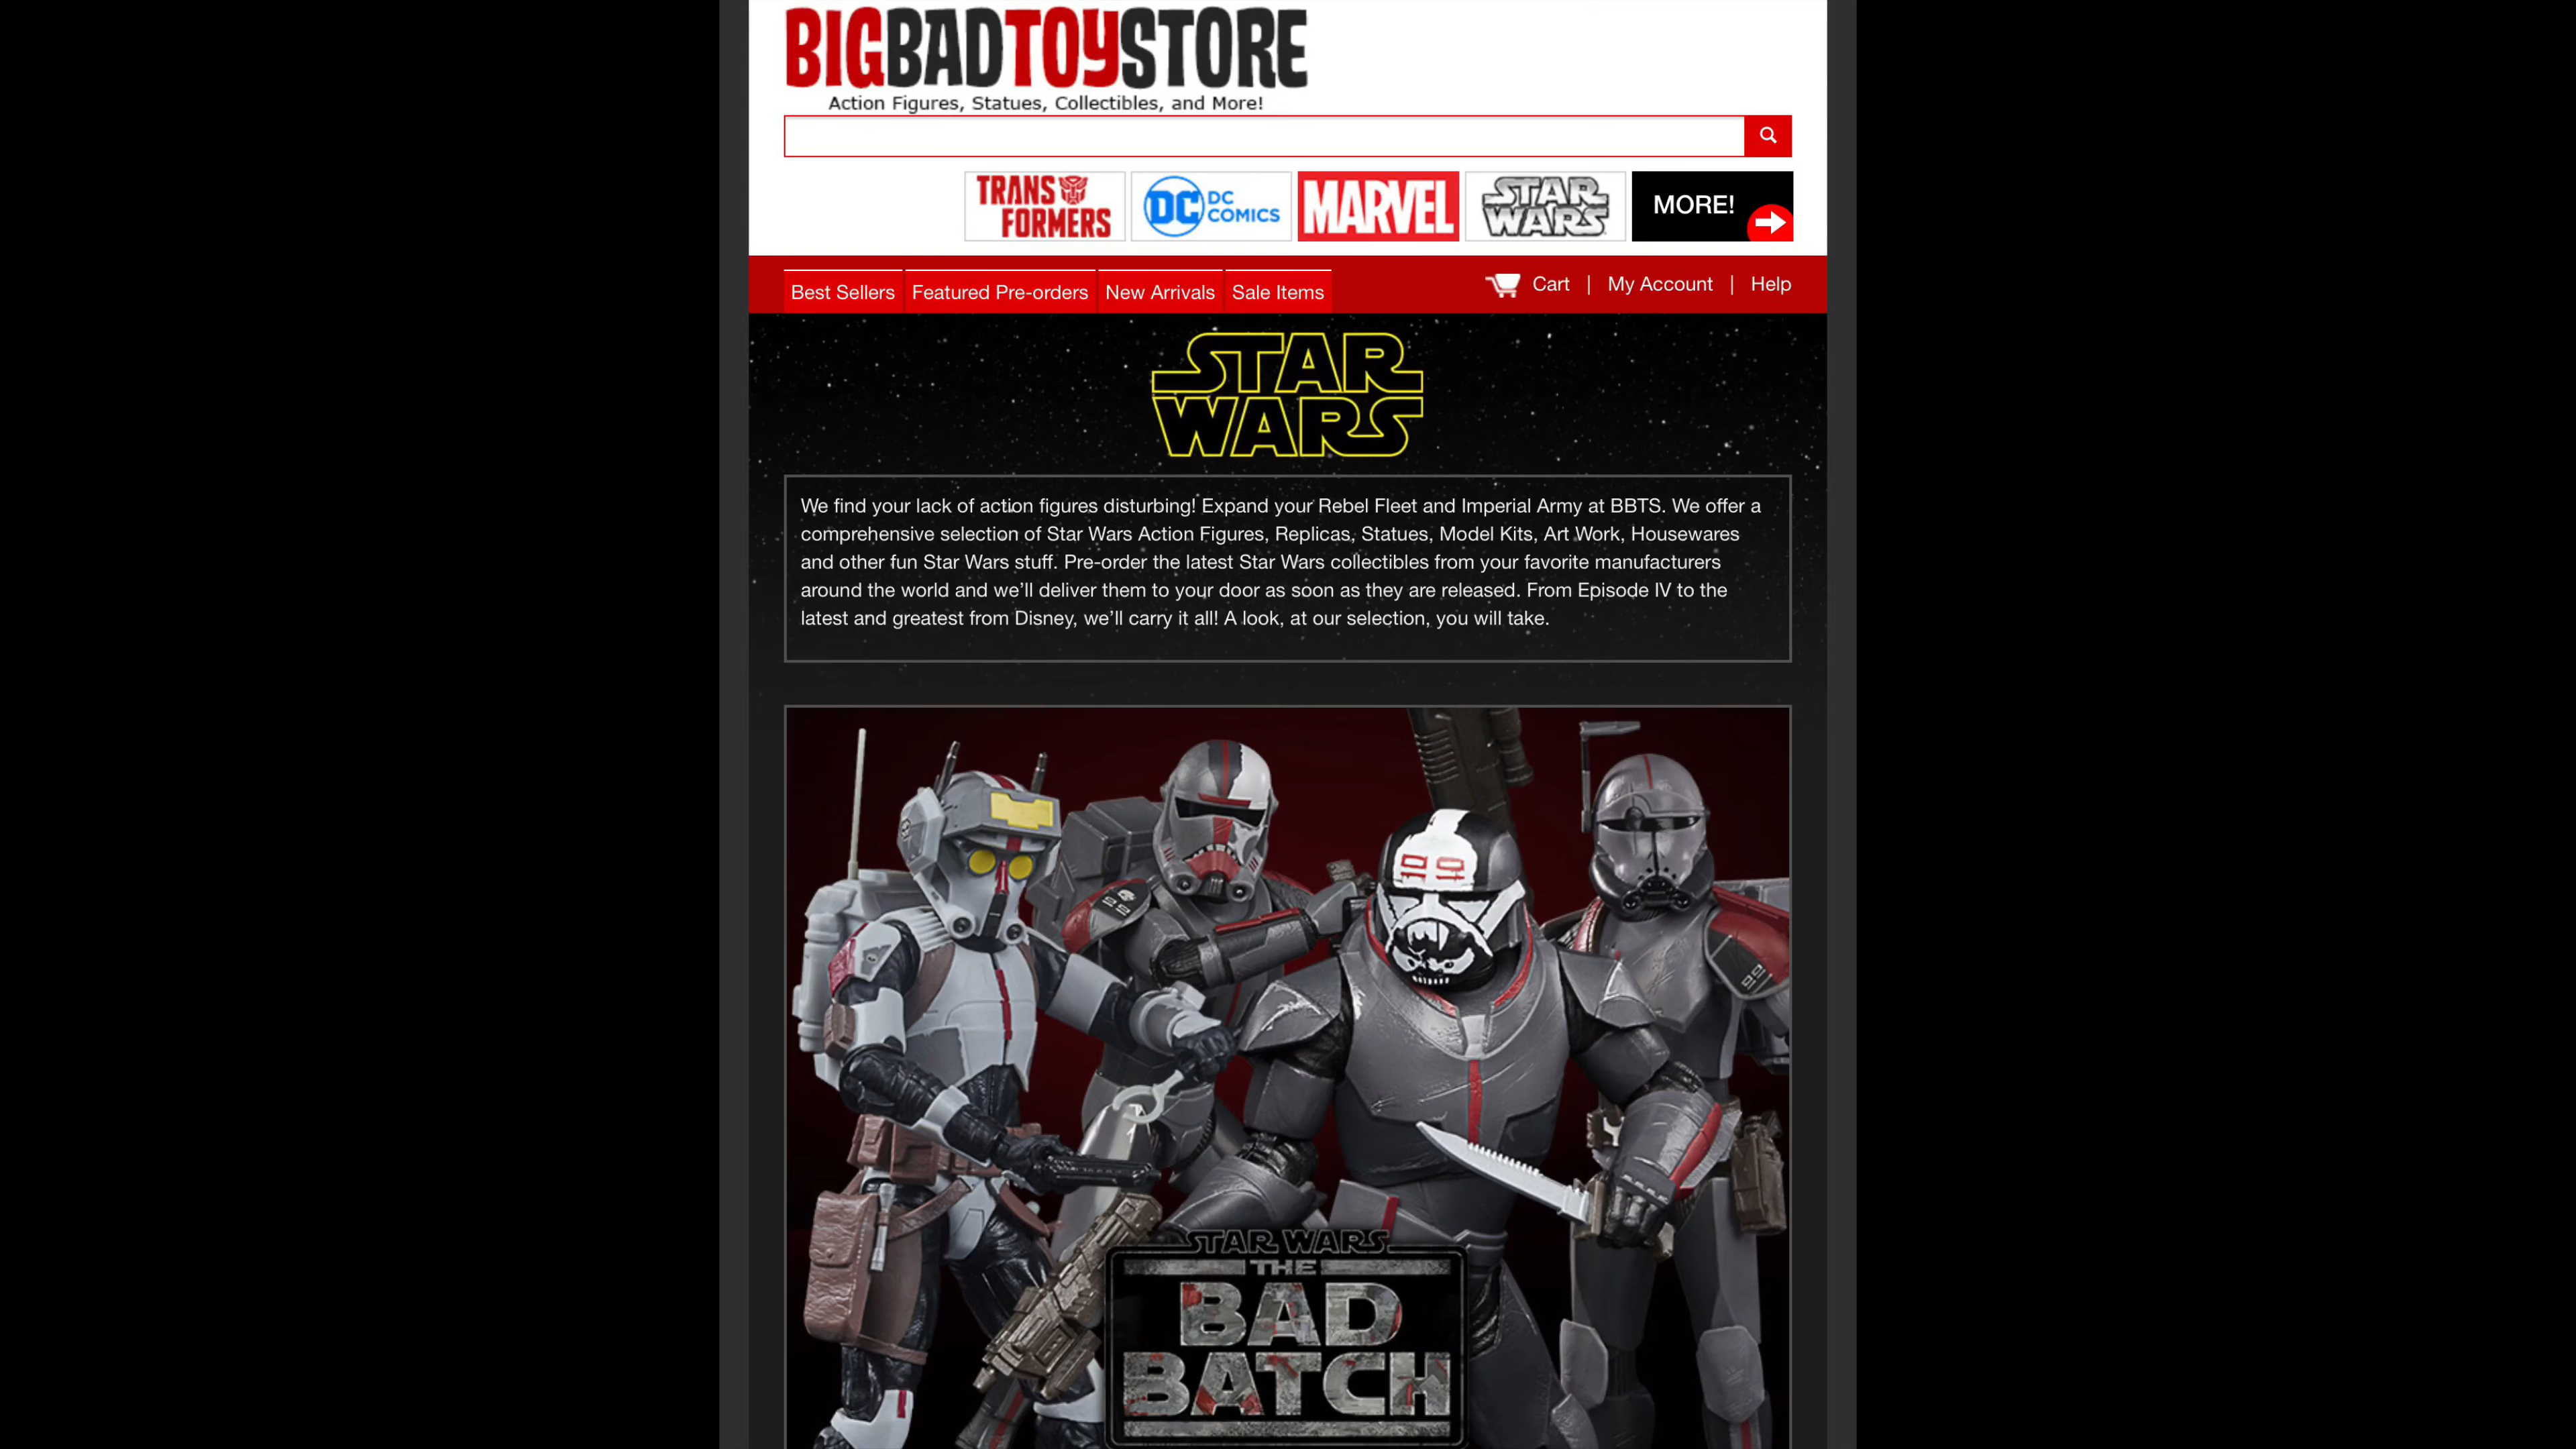 BIGBADTOYSTORE
Action Figures, Statues, Collectibles, and More!
TRANS
FORMERS
DC DC
COMICS
MARVEL
STAR
WARS
MORE!
Best Sellers Featured Pre-orders New Arrivals Sale Items Cart | My Account | Help
STAR
WARS
We find your lack of action figures disturbing! Expand your Rebel Fleet and Imperial Army at BBTS. We offer a
comprehensive selection of Star Wars Action Figures, Replicas, Statues, Model Kits, Art Work, Housewares
and other fun Star Wars stuff. Pre-order the latest Star Wars collectibles from your favorite manufacturers
around the world and we’ll deliver them to your door as soon as they are released. From Episode IV to the
latest and greatest from Disney, we’ll carry it all! A look, at our selection, you will take.
99
99
99
STAR WARS
THE
BAD
BATCH